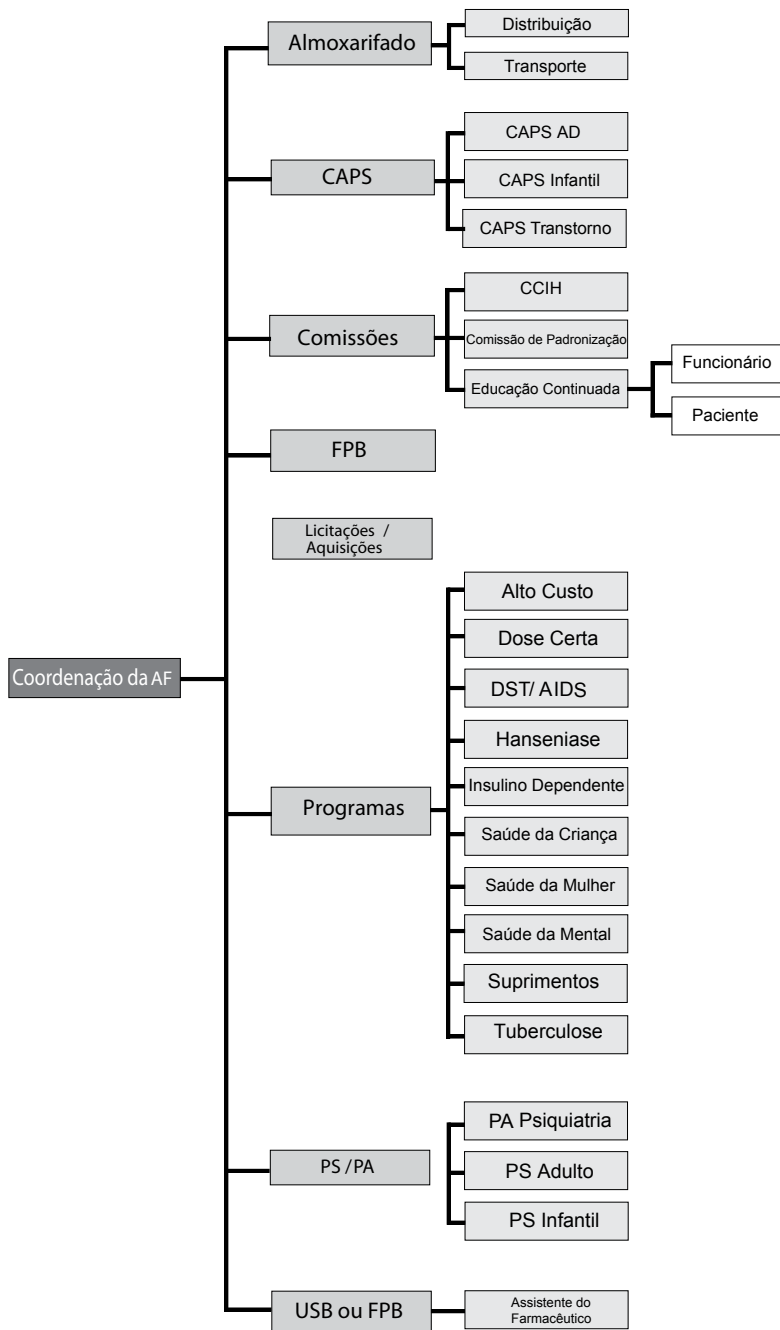 Coordenação da AF
Almoxarifado
Distribuição
Transporte
CAPS
CAPS AD
CAPS Infantil
CAPS Transtorno
Comissões
CCIH
Comissão de Padronização
Educação Continuada
Funcionário
Paciente
FPB
Licitações /
Aquisições
Programas
Alto Custo
Dose Certa
DST/ AIDS
Hanseniase
Insulino Dependente
Saúde da Criança
Saúde da Mulher
Saúde da Mental
Suprimentos
Tuberculose
PS / PA
PA Psiquiatria
PS Adulto
PS Infantil
USB ou FPB
Assistente do
Farmacêutico